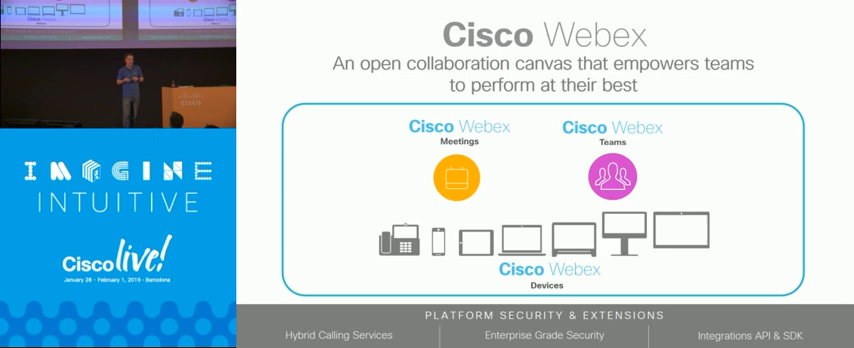 CISCO
IMAGINE
INTUITIVE
Cisco live!
January 28 - February 1, 2019 · Barcelona
Cisco Webex
An open collaboration canvas that empowers teams
to perform at their best
Cisco Webex
Meetings
Cisco Webex
Teams
Cisco Webex
Devices
PLATFORM SECURITY & EXTENSIONS
Hybrid Calling Services
Enterprise Grade Security
Integrations API & SDK